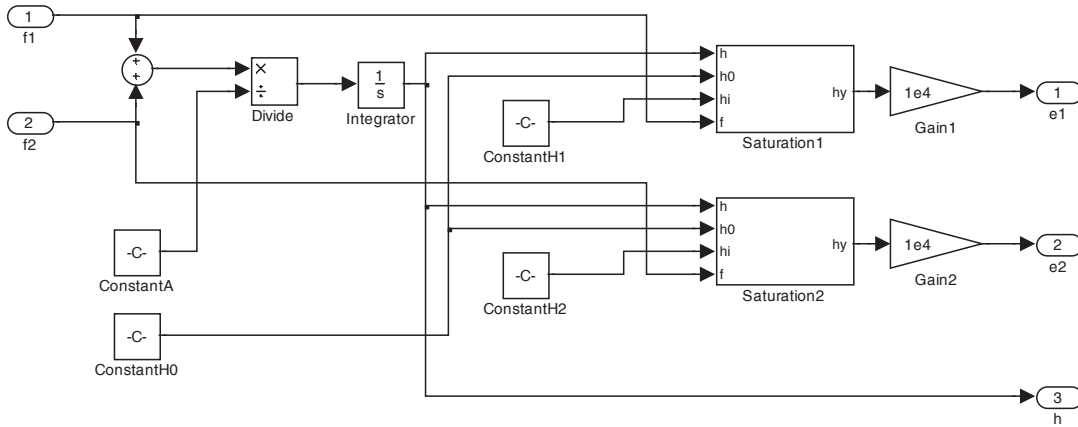 1
f1
+
+
2
f2
×
÷
Divide
1
s
Integrator
-C-
ConstantA
-C-
ConstantH0
-C-
ConstantH1
h
h0
hi
f
hy
Saturation1
1e4
Gain1
1
e1
-C-
ConstantH2
h
h0
hi
f
hy
Saturation2
1e4
Gain2
2
e2
3
h